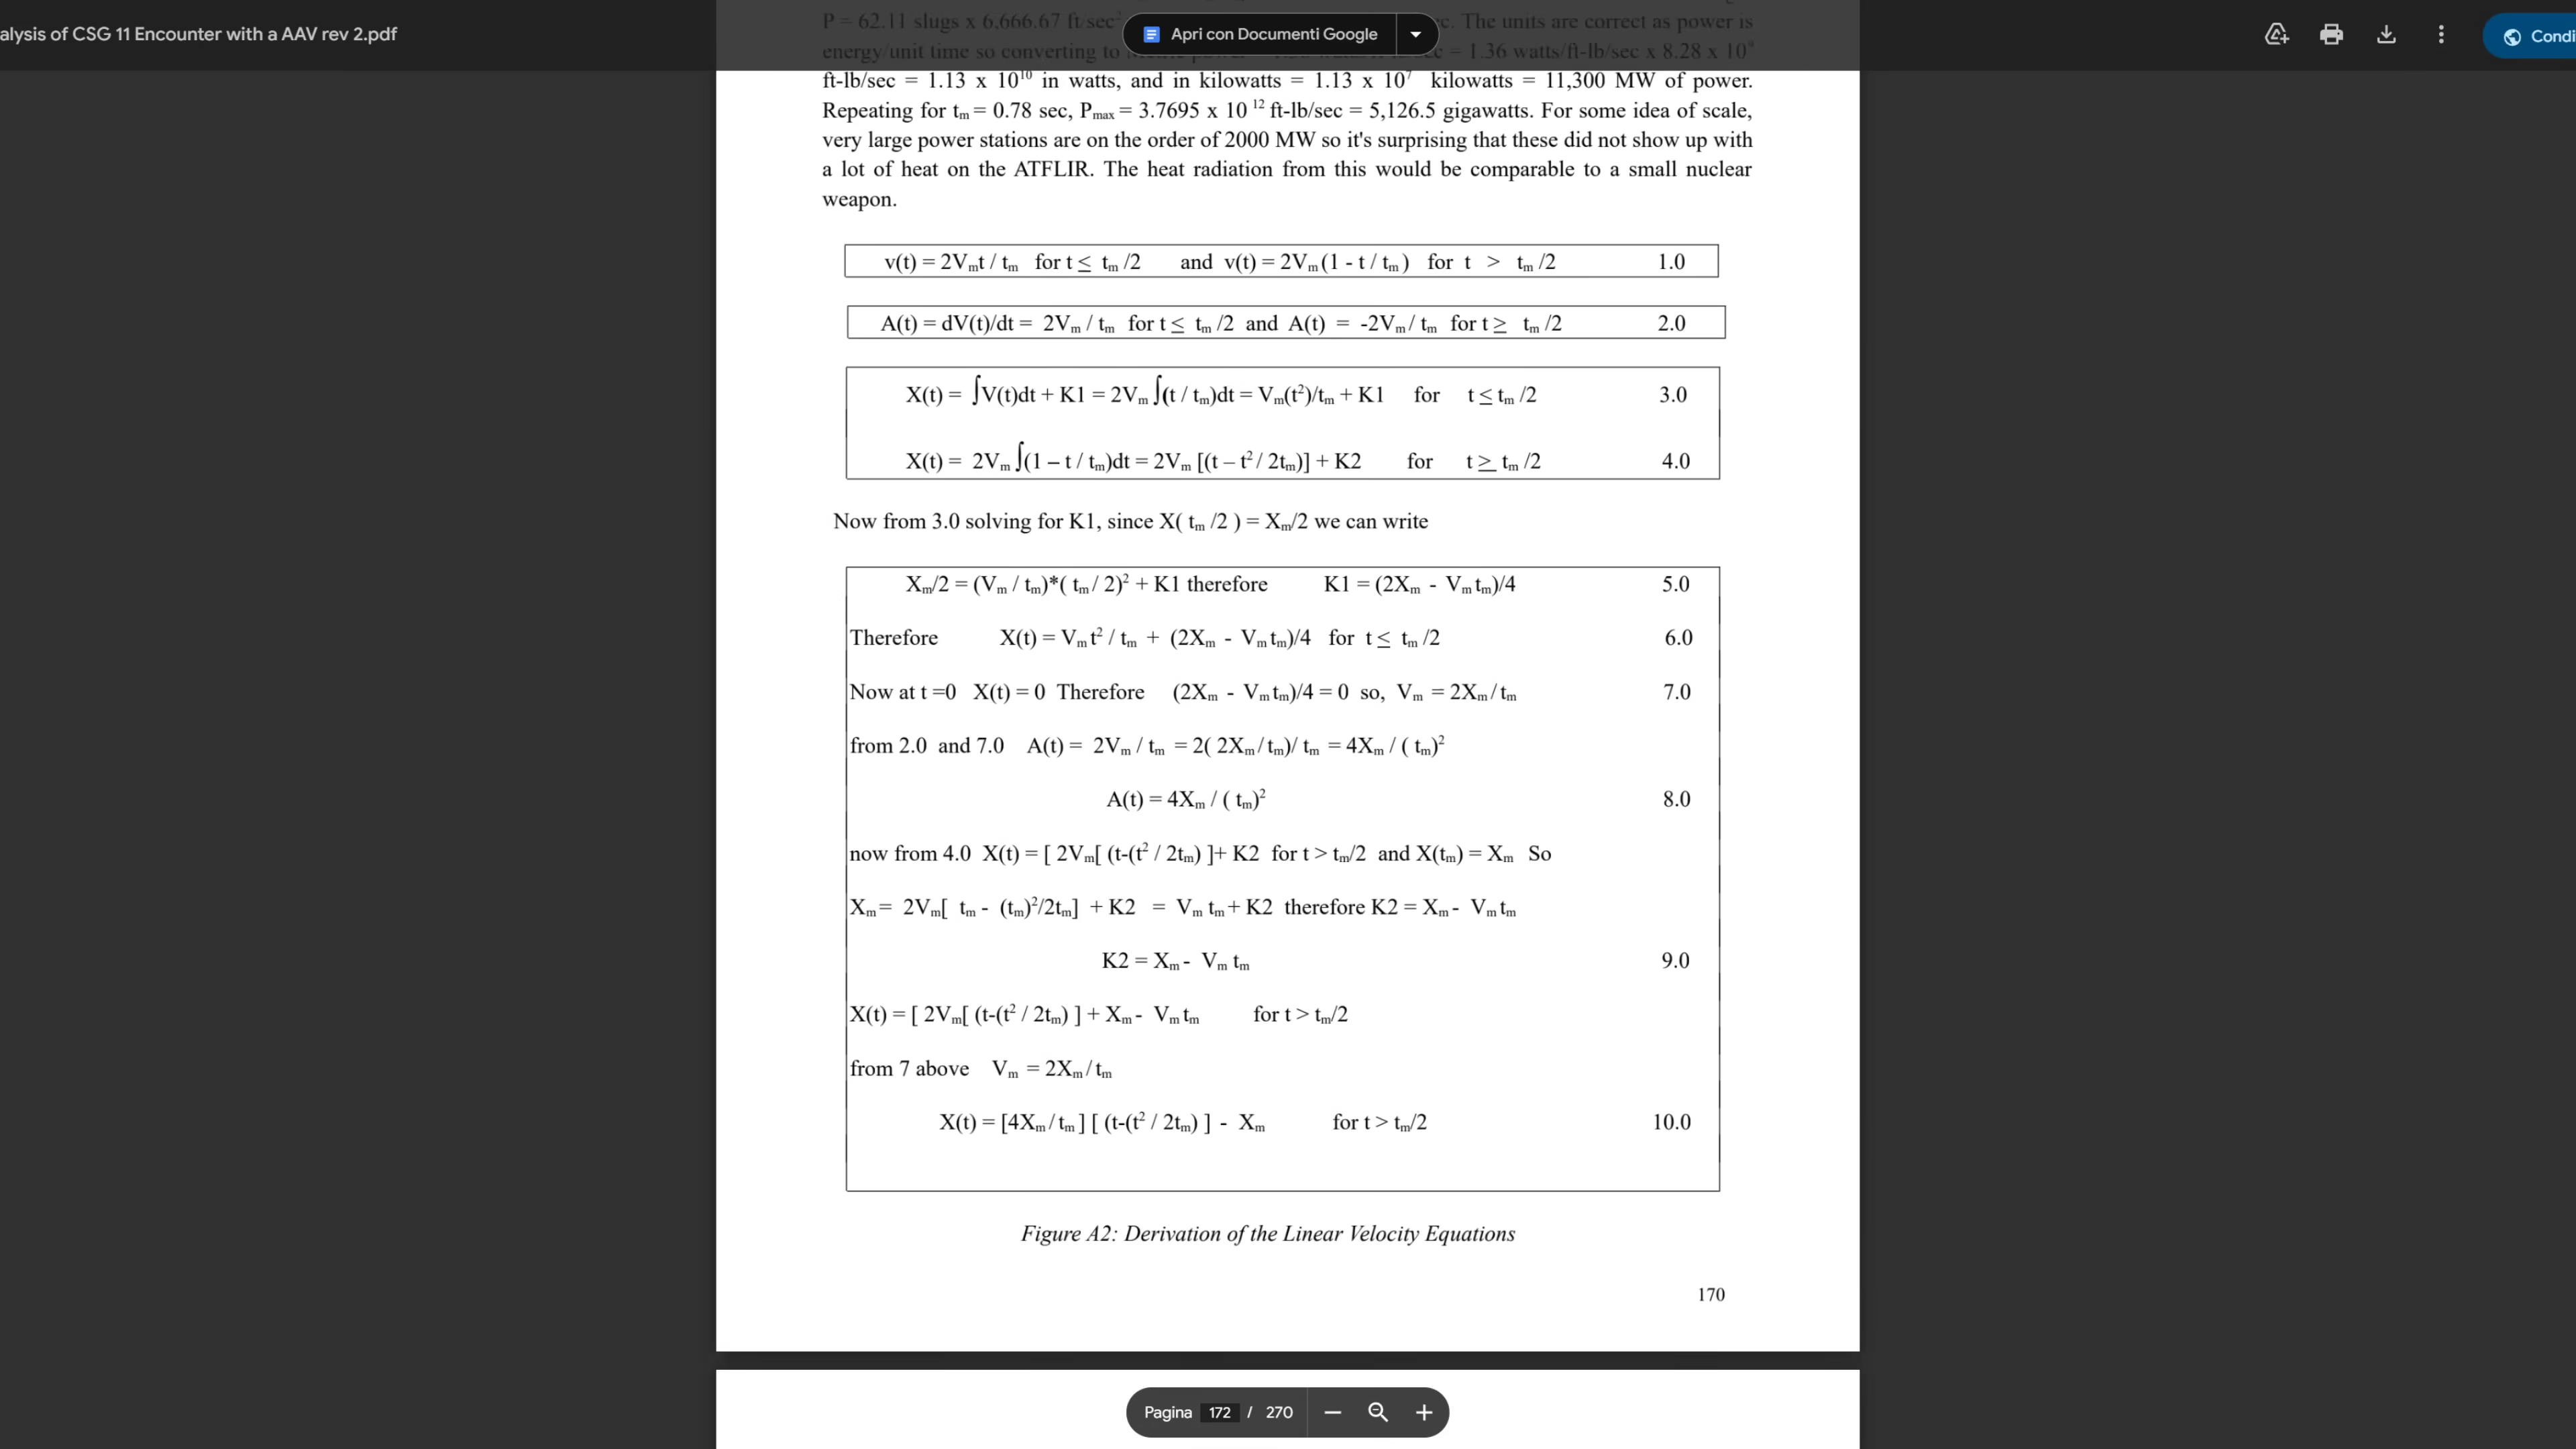 alysis of CSG 11 Encounter with a AAV rev 2.pdf
Apri con Documenti Google
Condi
P = 62.11 slugs x 6,666.67 ft/sec² c. The units are correct as power is
energy/unit time so converting to = 1.36 watts/ft-lb/sec x 8.28 x 10⁹
ft-lb/sec = 1.13 x 10¹⁰ in watts, and in kilowatts = 1.13 x 10⁷ kilowatts = 11,300 MW of power.
Repeating for tₘ = 0.78 sec, Pₘₐₓ = 3.7695 x 10 ¹² ft-lb/sec = 5,126.5 gigawatts. For some idea of scale,
very large power stations are on the order of 2000 MW so it's surprising that these did not show up with
a lot of heat on the ATFLIR. The heat radiation from this would be comparable to a small nuclear
weapon.
v(t) = 2Vₘt / tₘ for t ≤ tₘ /2 and v(t) = 2Vₘ (1 - t / tₘ ) for t > tₘ /2 1.0
A(t) = dV(t)/dt = 2Vₘ / tₘ for t ≤ tₘ /2 and A(t) = -2Vₘ / tₘ for t ≥ tₘ /2 2.0
X(t) = ∫V(t)dt + K1 = 2Vₘ ∫(t / tₘ)dt = Vₘ(t²)/tₘ + K1 for t ≤ tₘ /2 3.0
X(t) = 2Vₘ ∫(1 – t / tₘ)dt = 2Vₘ [(t – t² / 2tₘ)] + K2 for t ≥ tₘ /2 4.0
Now from 3.0 solving for K1, since X( tₘ /2 ) = Xₘ/2 we can write
Xₘ/2 = (Vₘ / tₘ)*( tₘ / 2)² + K1 therefore K1 = (2Xₘ - Vₘ tₘ)/4 5.0
Therefore X(t) = Vₘ t² / tₘ + (2Xₘ - Vₘ tₘ)/4 for t ≤ tₘ /2 6.0
Now at t =0 X(t) = 0 Therefore (2Xₘ - Vₘ tₘ)/4 = 0 so, Vₘ = 2Xₘ / tₘ 7.0
from 2.0 and 7.0 A(t) = 2Vₘ / tₘ = 2( 2Xₘ / tₘ)/ tₘ = 4Xₘ / ( tₘ)²
A(t) = 4Xₘ / ( tₘ)² 8.0
now from 4.0 X(t) = [ 2Vₘ[ (t-(t² / 2tₘ) ]+ K2 for t > tₘ/2 and X(tₘ) = Xₘ So
Xₘ = 2Vₘ[ tₘ - (tₘ)²/2tₘ] + K2 = Vₘ tₘ + K2 therefore K2 = Xₘ - Vₘ tₘ
K2 = Xₘ - Vₘ tₘ 9.0
X(t) = [ 2Vₘ[ (t-(t² / 2tₘ) ] + Xₘ - Vₘ tₘ for t > tₘ/2
from 7 above Vₘ = 2Xₘ / tₘ
X(t) = [4Xₘ / tₘ ] [ (t-(t² / 2tₘ) ] - Xₘ for t > tₘ/2 10.0
Figure A2: Derivation of the Linear Velocity Equations
170
Pagina 172 / 270